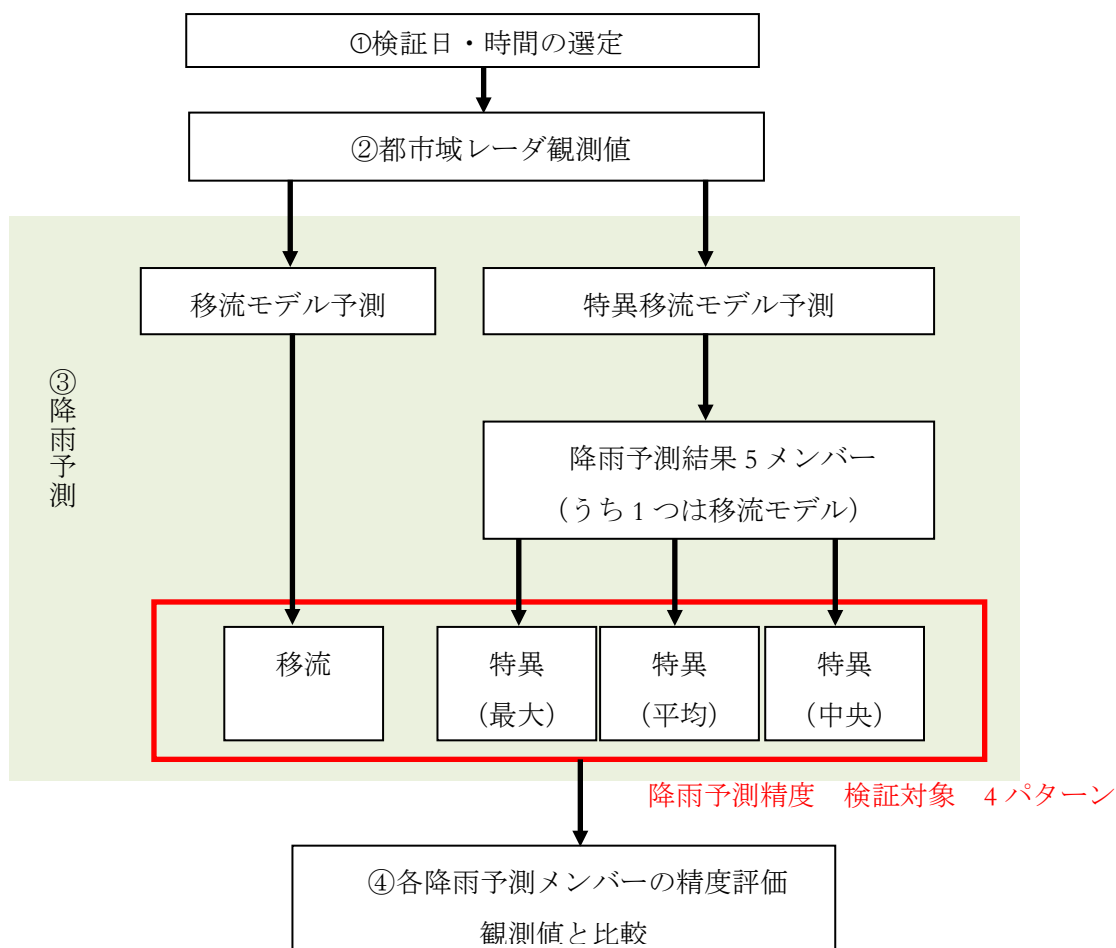 ①検証日・時間の選定
②都市域レーダ観測値
移流モデル予測
特異移流モデル予測
③降雨予測
降雨予測結果 5 メンバー
（うち 1 つは移流モデル）
移流
特異
（最大）
特異
（平均）
特異
（中央）
降雨予測精度　検証対象　4 パターン
④各降雨予測メンバーの精度評価
観測値と比較